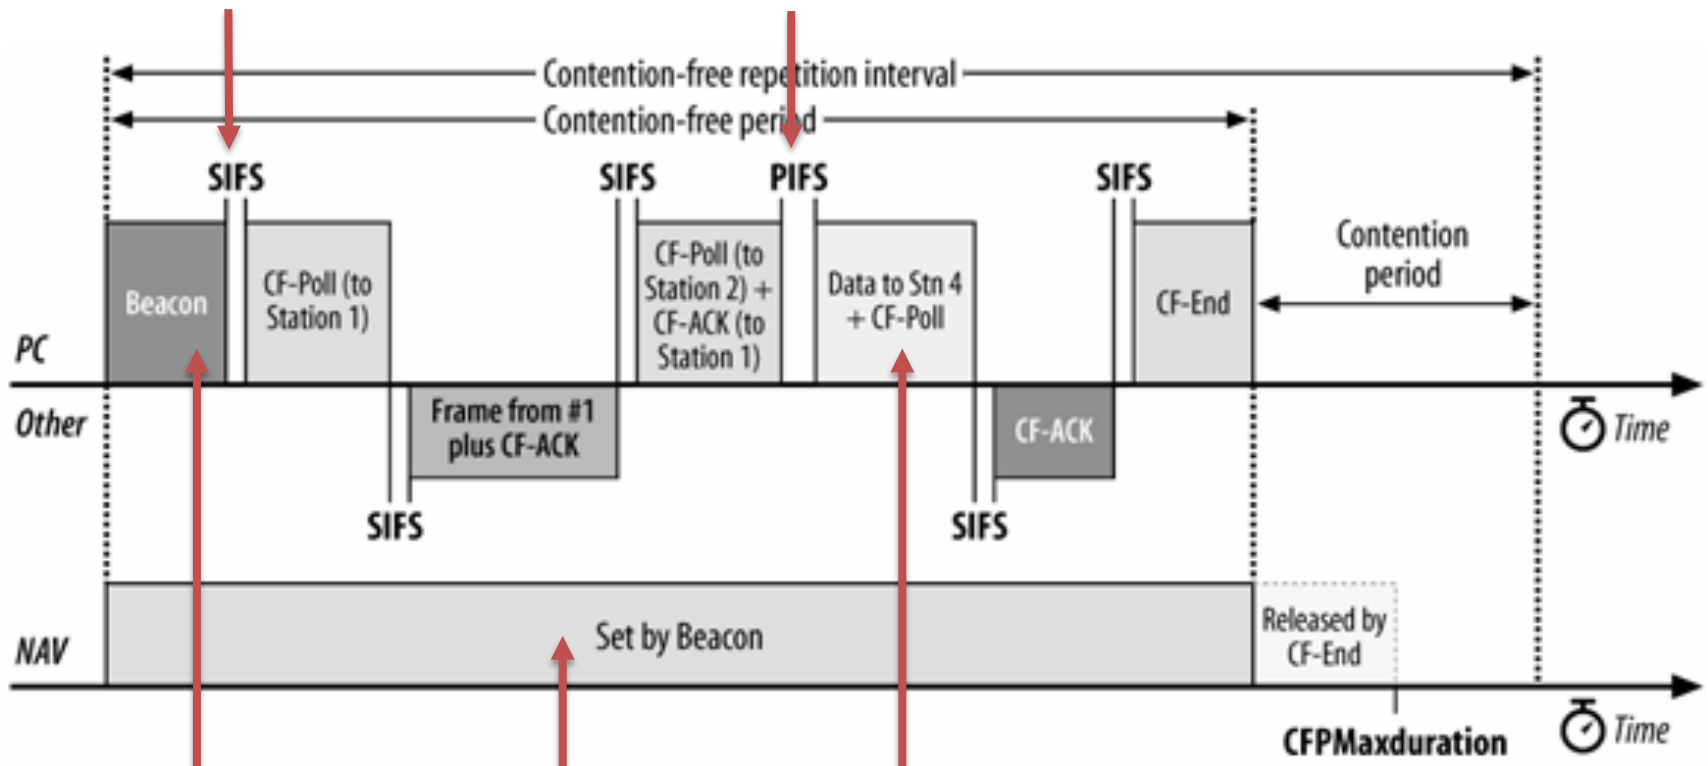 Contention-free repetition interval
Contention-free period
SIFS
SIFS
PIFS
SIFS
Beacon
CF-Poll (to
Station 1)
CF-Poll (to
Station 2) +
CF-ACK (to
Station 1)
Data to Stn 4
+ CF-Poll
CF-End
Contention
period
PC
Other
Frame from #1
plus CF-ACK
CF-ACK
Time
SIFS
SIFS
NAV
Set by Beacon
Released by
CF-End
CFPMaxduration
Time